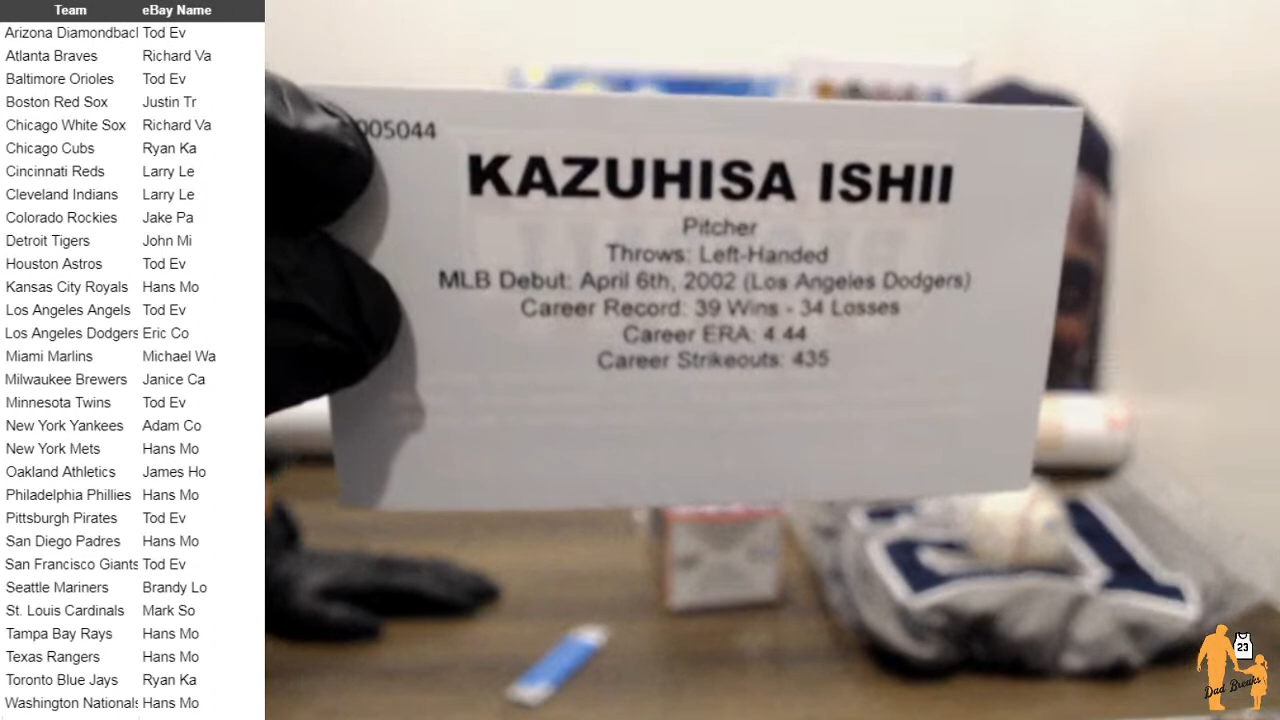 Team eBay Name
Arizona Diamondbacl Tod Ev
Atlanta Braves Richard Va
Baltimore Orioles Tod Ev
Boston Red Sox Justin Tr
Chicago White Sox Richard Va
Chicago Cubs Ryan Ka
Cincinnati Reds Larry Le
Cleveland Indians Larry Le
Colorado Rockies Jake Pa
Detroit Tigers John Mi
Houston Astros Tod Ev
Kansas City Royals Hans Mo
Los Angeles Angels Tod Ev
Los Angeles Dodgers Eric Co
Miami Marlins Michael Wa
Milwaukee Brewers Janice Ca
Minnesota Twins Tod Ev
New York Yankees Adam Co
New York Mets Hans Mo
Oakland Athletics James Ho
Philadelphia Phillies Hans Mo
Pittsburgh Pirates Tod Ev
San Diego Padres Hans Mo
San Francisco Giants Tod Ev
Seattle Mariners Brandy Lo
St. Louis Cardinals Mark So
Tampa Bay Rays Hans Mo
Texas Rangers Hans Mo
Toronto Blue Jays Ryan Ka
Washington Nationals Hans Mo
005044
KAZUHISA ISHII
Pitcher
Throws: Left-Handed
MLB Debut: April 6th, 2002 (Los Angeles Dodgers)
Career Record: 39 Wins - 34 Losses
Career ERA: 4.44
Career Strikeouts: 435
23
Dad Breaks